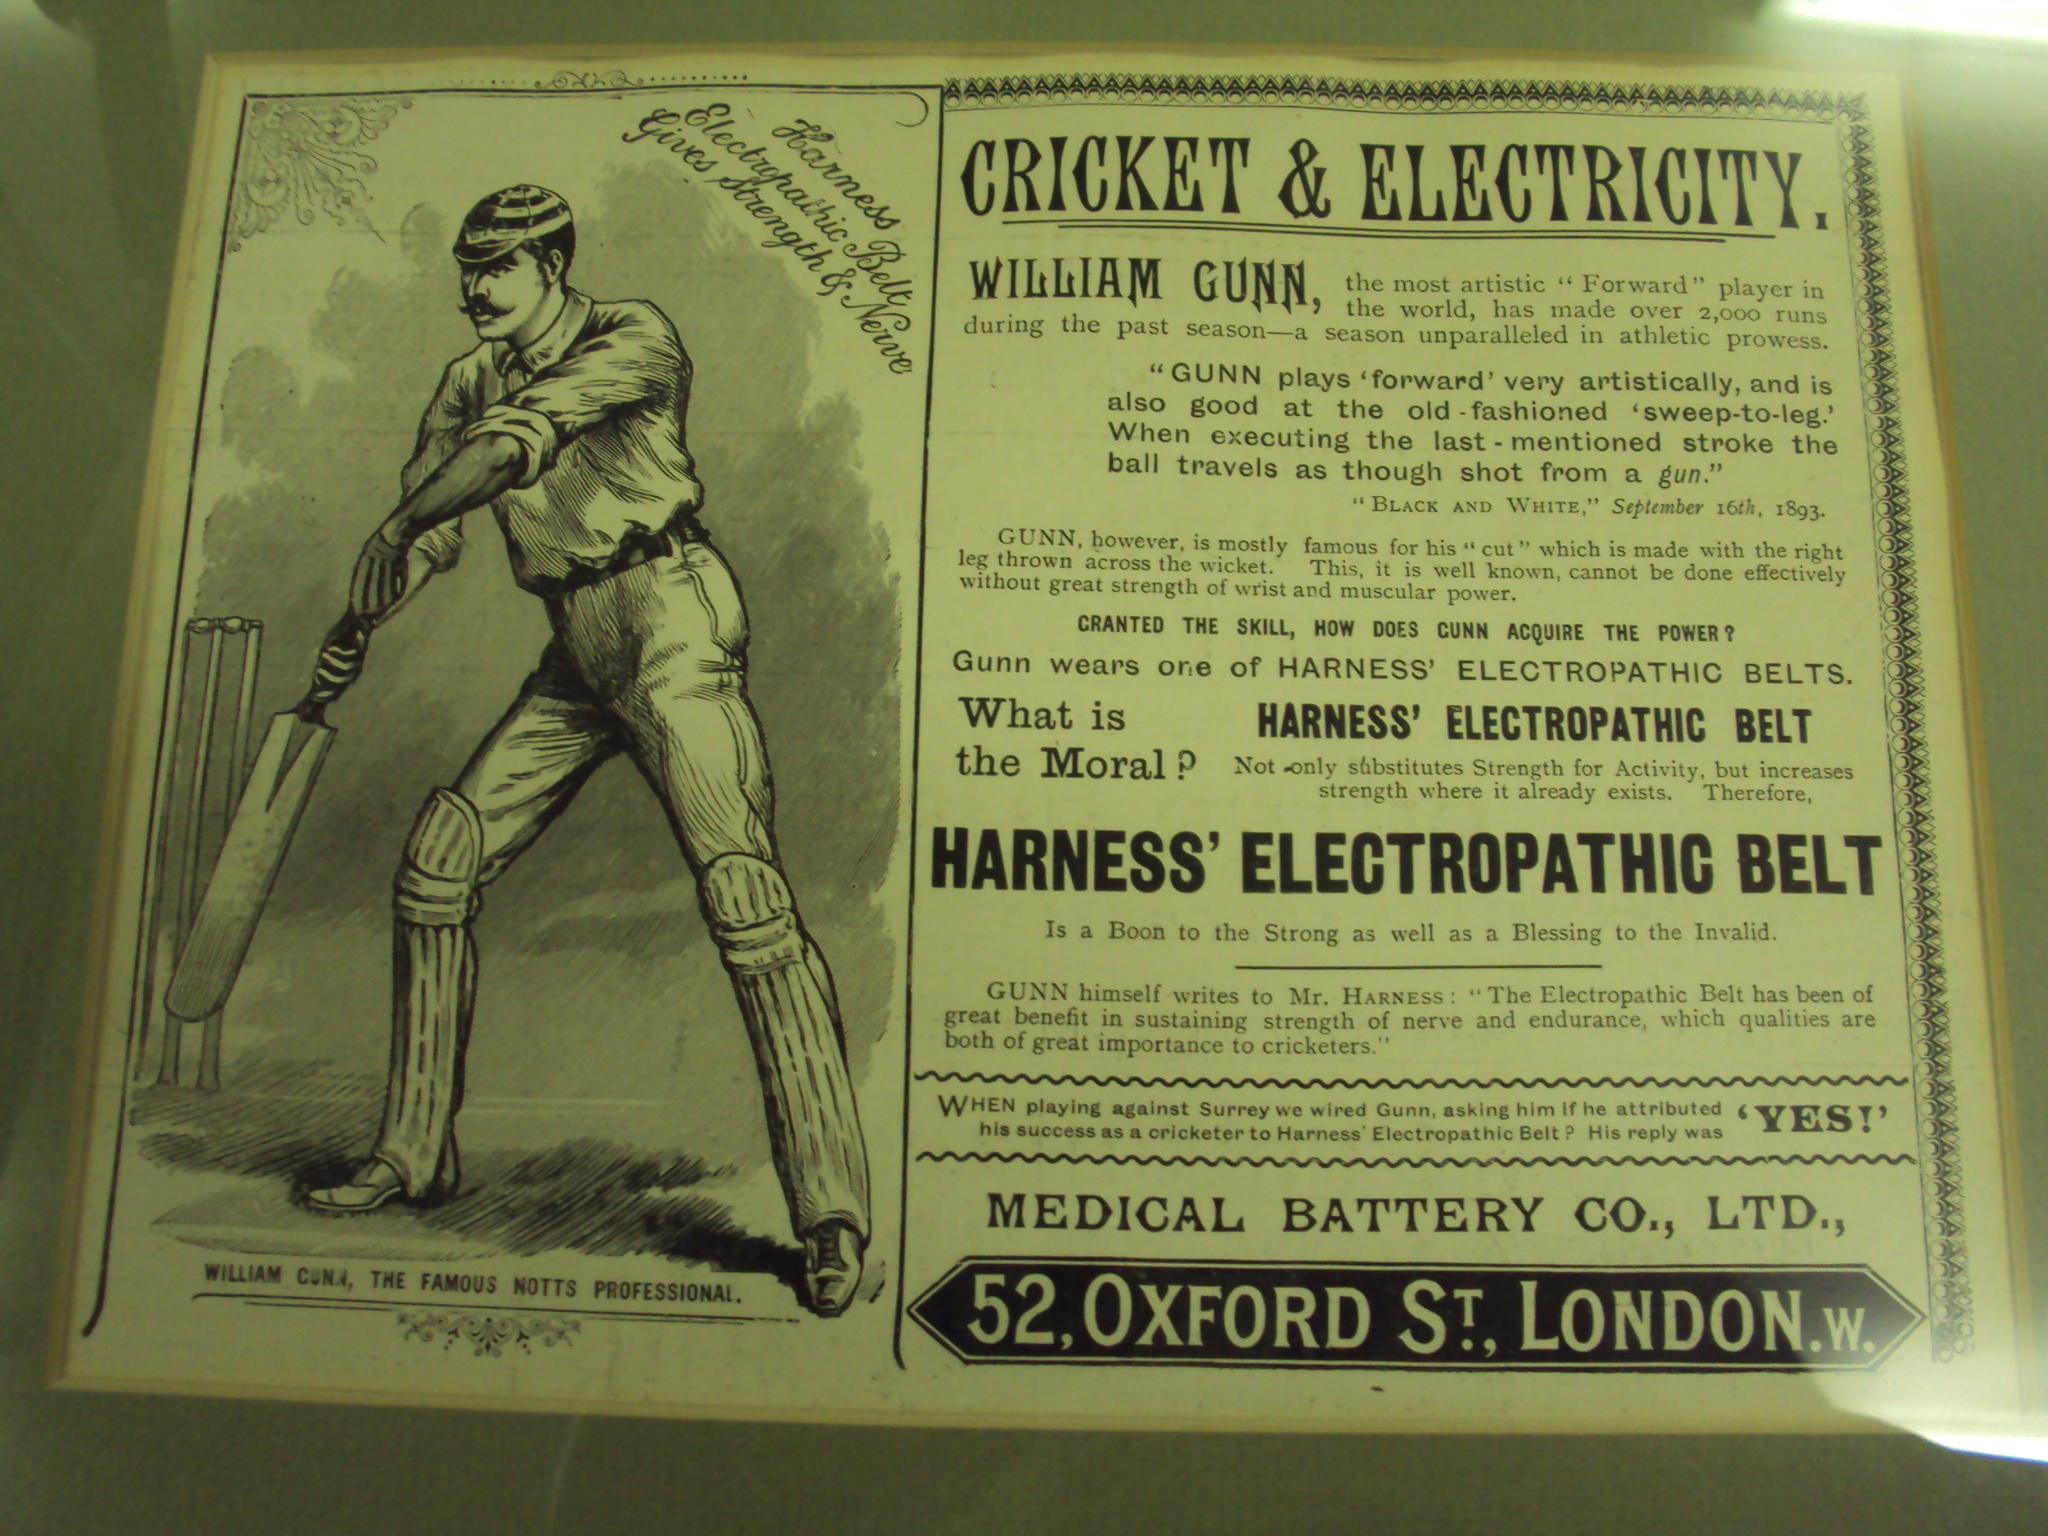 Harness
Electropathic Belt
Gives Strength & Nerve
WILLIAM GUNN, THE FAMOUS NOTTS PROFESSIONAL.
CRICKET & ELECTRICITY.
WILLIAM GUNN, the most artistic “Forward” player in
the world, has made over 2,000 runs
during the past season—a season unparalleled in athletic prowess.
“GUNN plays ‘forward’ very artistically, and is
also good at the old-fashioned ‘sweep-to-leg.’
When executing the last-mentioned stroke the
ball travels as though shot from a gun.”
“BLACK AND WHITE,” September 16th, 1893.
GUNN, however, is mostly famous for his “cut” which is made with the right
leg thrown across the wicket. This, it is well known, cannot be done effectively
without great strength of wrist and muscular power.
GRANTED THE SKILL, HOW DOES GUNN ACQUIRE THE POWER?
Gunn wears one of HARNESS’ ELECTROPATHIC BELTS.
What is
the Moral?
HARNESS’ ELECTROPATHIC BELT
Not only substitutes Strength for Activity, but increases
strength where it already exists. Therefore,
HARNESS’ ELECTROPATHIC BELT
Is a Boon to the Strong as well as a Blessing to the Invalid.
GUNN himself writes to Mr. HARNESS: “The Electropathic Belt has been of
great benefit in sustaining strength of nerve and endurance, which qualities are
both of great importance to cricketers.”
WHEN playing against Surrey we wired Gunn, asking him if he attributed
his success as a cricketer to Harness’ Electropathic Belt? His reply was ‘YES!’
MEDICAL BATTERY CO., LTD.,
52, OXFORD ST., LONDON. W.